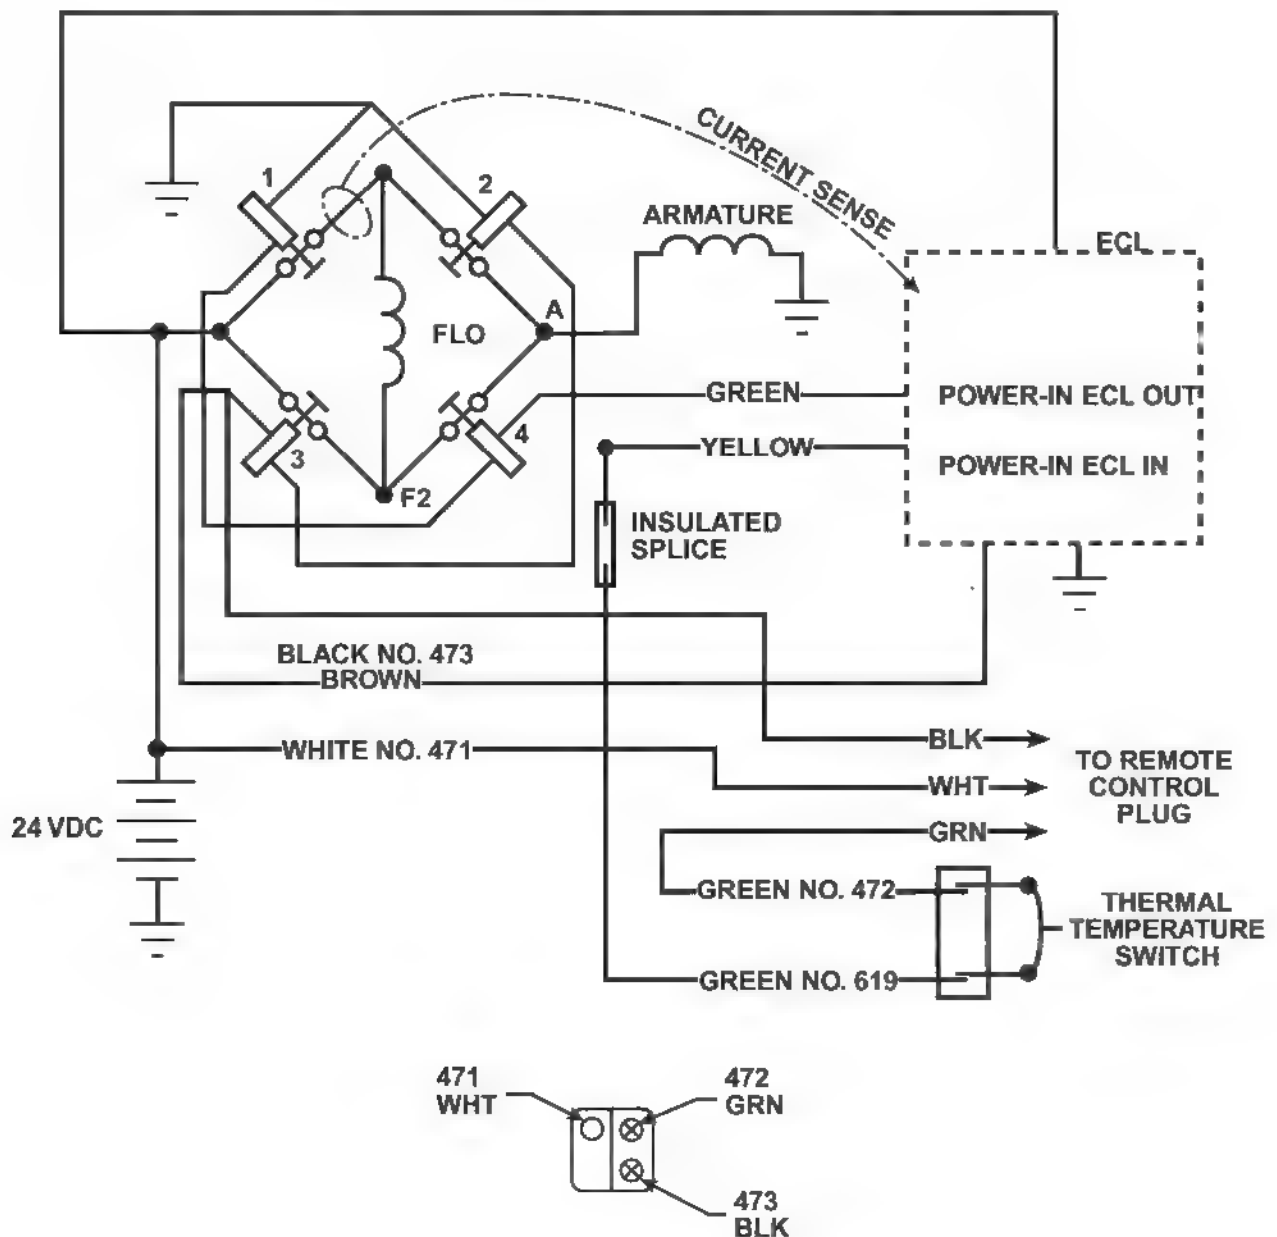 CURRENT SENSE
1
2
ARMATURE
ECL
A
FLO
GREEN
POWER-IN ECL OUT
YELLOW
POWER-IN ECL IN
4
3
F2
INSULATED
SPLICE
BLACK NO. 473
BROWN
WHITE NO. 471
BLK
WHT
GRN
TO REMOTE
CONTROL
PLUG
24 VDC
GREEN NO. 472
THERMAL
TEMPERATURE
SWITCH
GREEN NO. 619
471
WHT
472
GRN
473
BLK